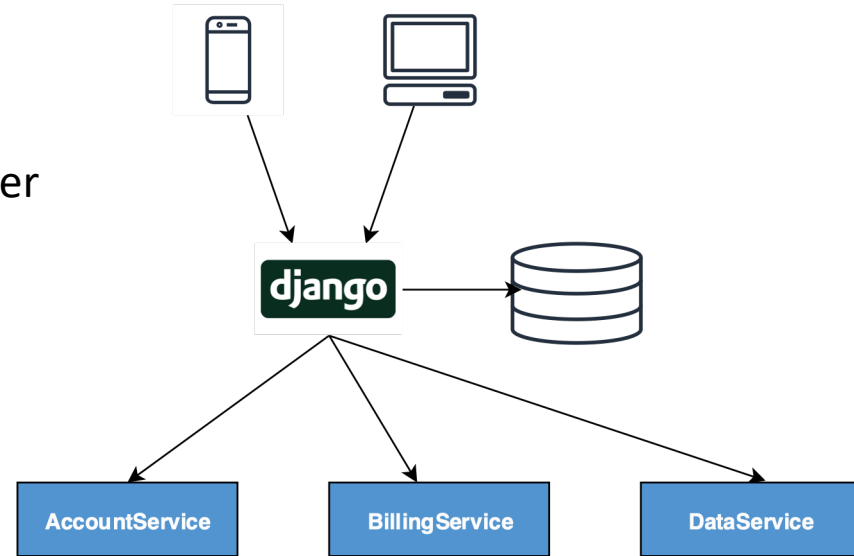 er
django
AccountService
BillingService
DataService